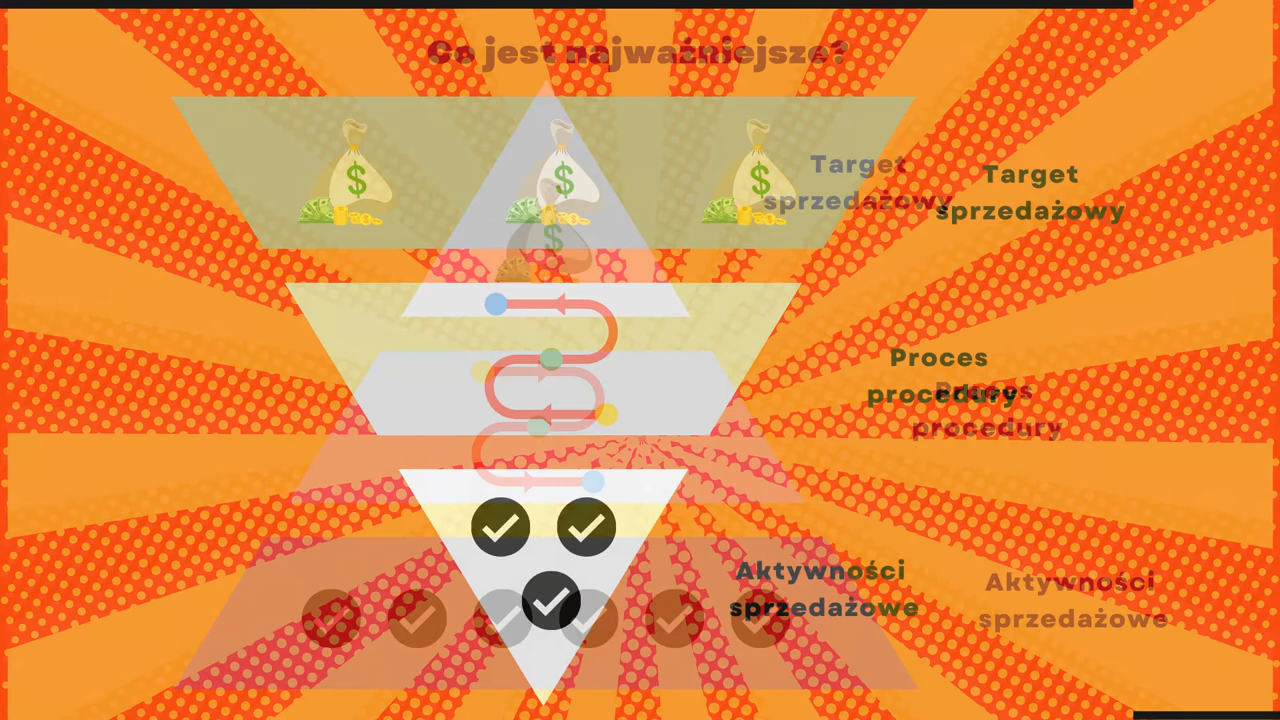 Co jest najważniejsze?
Target
sprzedażowy
Target
sprzedażowy
Proces
procedury
Proces
procedury
Aktywności
sprzedażowe
Aktywności
sprzedażowe